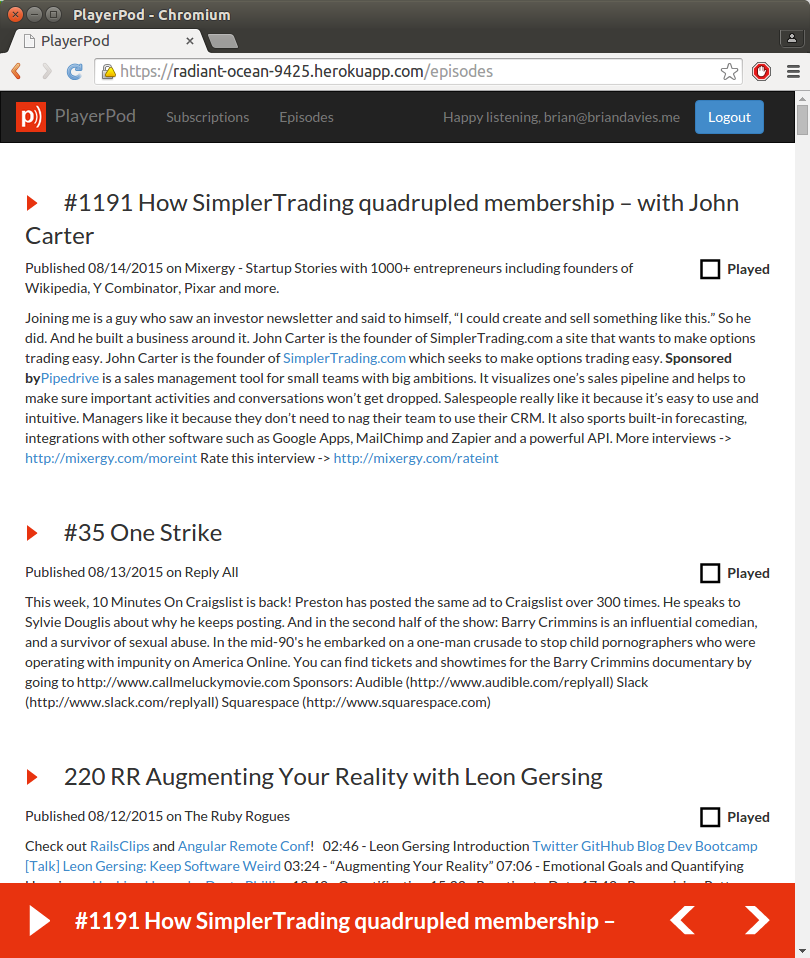 PlayerPod - Chromium
PlayerPod
https://radiant-ocean-9425.herokuapp.com/episodes
p)) PlayerPod Subscriptions Episodes Happy listening, brian@briandavies.me Logout
#1191 How SimplerTrading quadrupled membership – with John
Carter
Published 08/14/2015 on Mixergy - Startup Stories with 1000+ entrepreneurs including founders of
Wikipedia, Y Combinator, Pixar and more.
Played
Joining me is a guy who saw an investor newsletter and said to himself, “I could create and sell something like this.” So he
did. And he built a business around it. John Carter is the founder of SimplerTrading.com a site that wants to make options
trading easy. John Carter is the founder of SimplerTrading.com which seeks to make options trading easy. Sponsored
byPipedrive is a sales management tool for small teams with big ambitions. It visualizes one’s sales pipeline and helps to
make sure important activities and conversations won’t get dropped. Salespeople really like it because it’s easy to use and
intuitive. Managers like it because they don’t need to nag their team to use their CRM. It also sports built-in forecasting,
integrations with other software such as Google Apps, MailChimp and Zapier and a powerful API. More interviews ->
http://mixergy.com/moreint Rate this interview -> http://mixergy.com/rateint
#35 One Strike
Published 08/13/2015 on Reply All
Played
This week, 10 Minutes On Craigslist is back! Preston has posted the same ad to Craigslist over 300 times. He speaks to
Sylvie Douglis about why he keeps posting. And in the second half of the show: Barry Crimmins is an influential comedian,
and a survivor of sexual abuse. In the mid-90's he embarked on a one-man crusade to stop child pornographers who were
operating with impunity on America Online. You can find tickets and showtimes for the Barry Crimmins documentary by
going to http://www.callmeluckymovie.com Sponsors: Audible (http://www.audible.com/replyall) Slack
(http://www.slack.com/replyall) Squarespace (http://www.squarespace.com)
220 RR Augmenting Your Reality with Leon Gersing
Published 08/12/2015 on The Ruby Rogues
Played
Check out RailsClips and Angular Remote Conf! 02:46 - Leon Gersing Introduction Twitter GitHhub Blog Dev Bootcamp
[Talk] Leon Gersing: Keep Software Weird 03:24 - “Augmenting Your Reality” 07:06 - Emotional Goals and Quantifying
#1191 How SimplerTrading quadrupled membership –